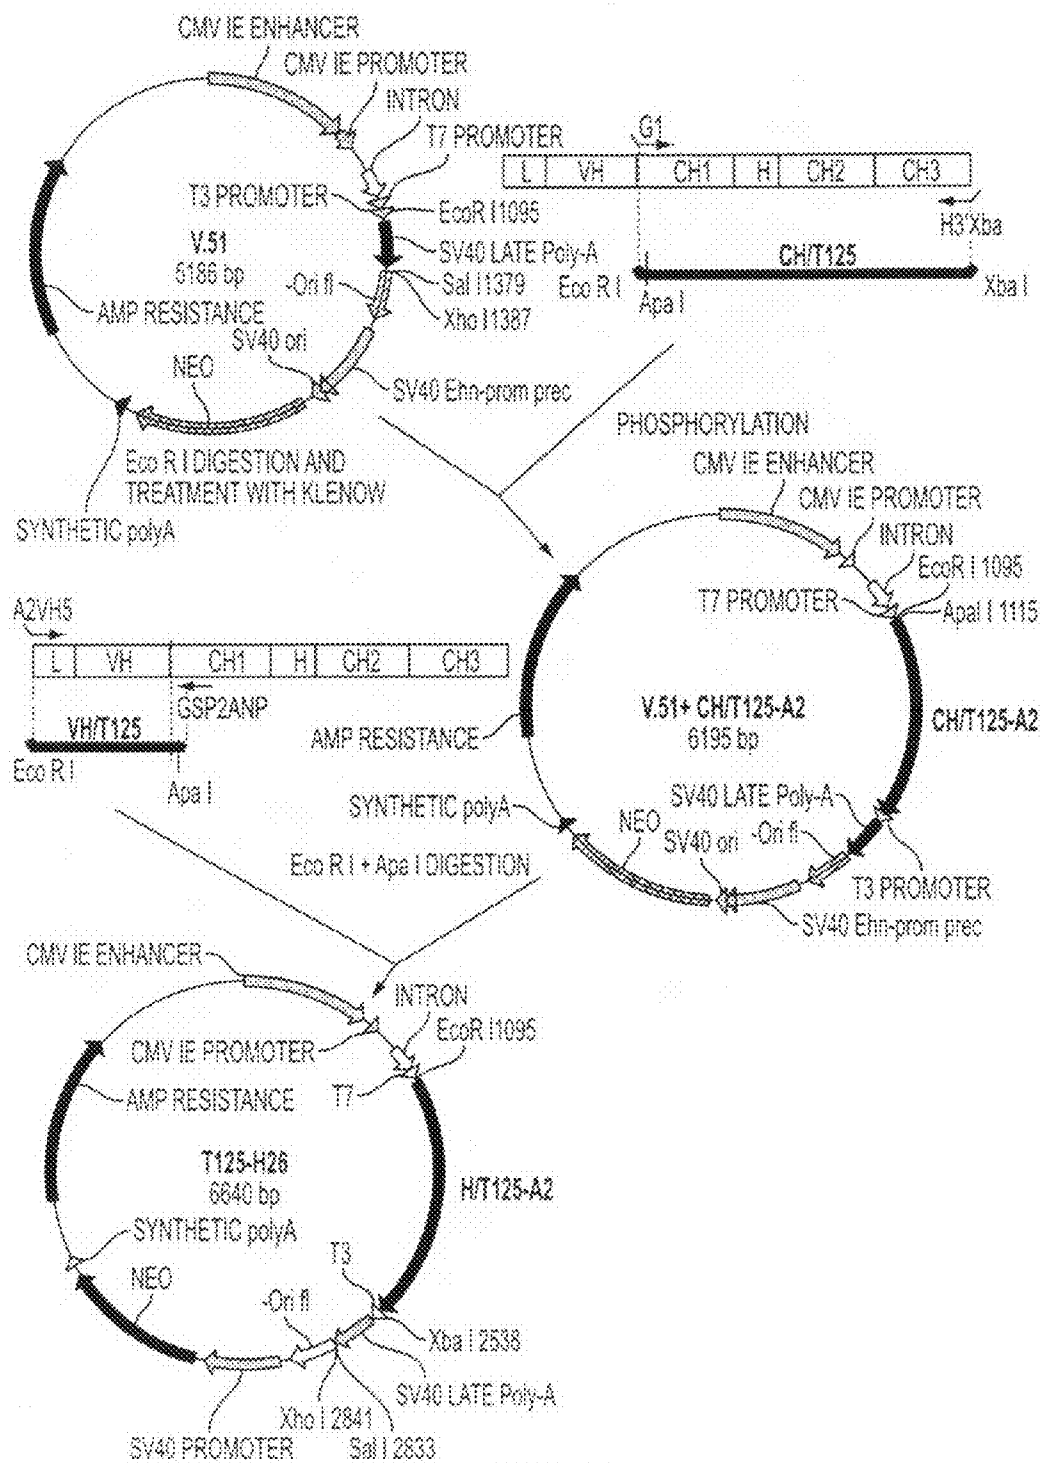 CMV IE ENHANCER
CMV IE PROMOTER
INTRON
T7 PROMOTER
T3 PROMOTER
EcoR I1095
V.51
6186 bp
SV40 LATE Poly-A
-Ori fl
Sal I1379
Xho I1387
AMP RESISTANCE
SV40 ori
NEO
SV40 Ehn-prom prec
Eco R I DIGESTION AND
TREATMENT WITH KLENOW
SYNTHETIC polyA
G1
L VH CH1 H CH2 CH3
H3'Xba
CH/T125
Eco R I
Apa I
Xba I
PHOSPHORYLATION
CMV IE ENHANCER
CMV IE PROMOTER
INTRON
EcoR I 1095
T7 PROMOTER
ApaI I 1115
V.51+ CH/T125-A2
6195 bp
CH/T125-A2
AMP RESISTANCE
SYNTHETIC polyA
NEO
SV40 LATE Poly-A
SV40 ori
-Ori fl
T3 PROMOTER
SV40 Ehn-prom prec
A2VH5
L VH CH1 H CH2 CH3
GSP2ANP
VH/T125
Eco R I
Apa I
Eco R I + Apa I DIGESTION
CMV IE ENHANCER
INTRON
EcoR I1095
CMV IE PROMOTER
T7
AMP RESISTANCE
T125-H26
6640 bp
H/T125-A2
SYNTHETIC polyA
NEO
T3
-Ori fl
Xba I 2538
SV40 LATE Poly-A
Xho I 2841
SV40 PROMOTER
Sal I 2833